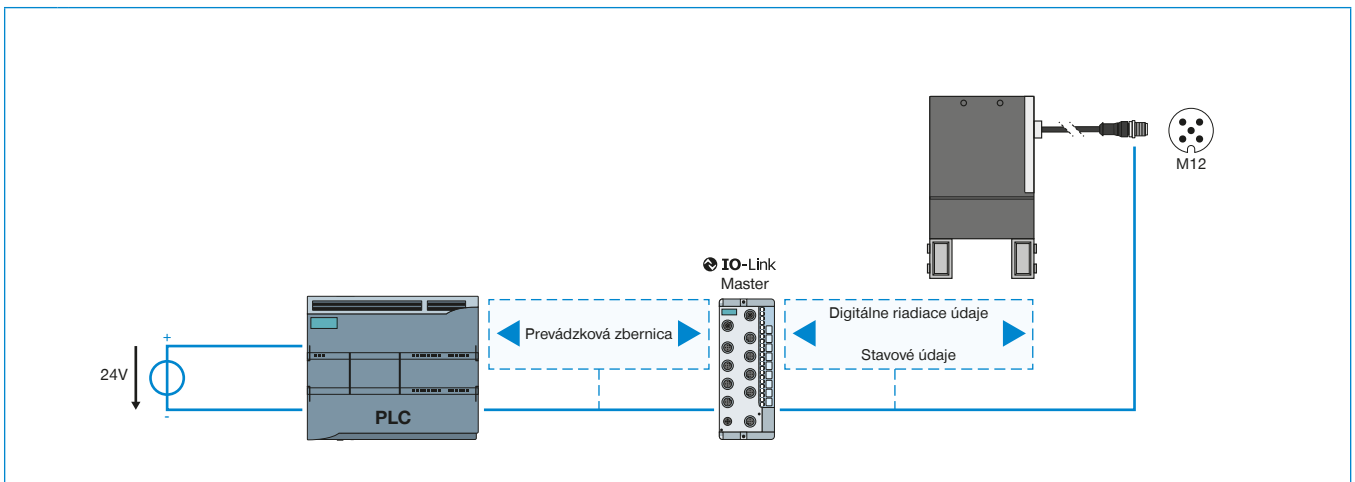 M12
IO-Link
Master
Digitálne riadiace údaje
Prevádzková zbernica
Stavové údaje
+
24V
-
PLC